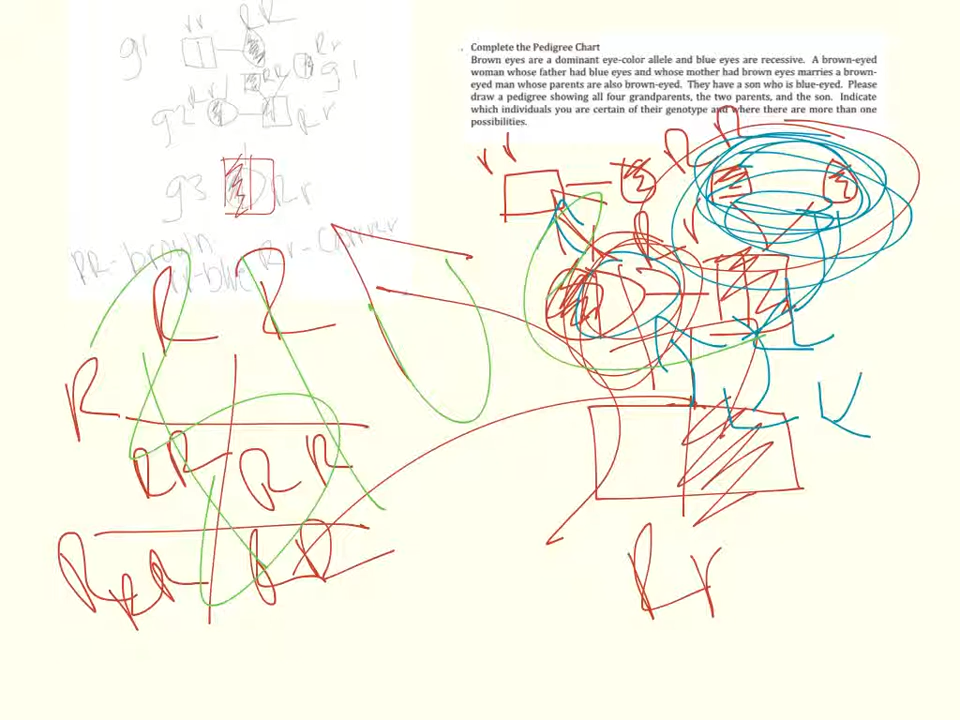 rr
RR
g1
Rr
g1
Rr
RR
g2
Rr
g3
Rr
RR - brown
rr - blue
Rr - Carrier
Complete the Pedigree Chart
Brown eyes are a dominant eye-color allele and blue eyes are recessive. A brown-eyed
woman whose father had blue eyes and whose mother had brown eyes marries a brown-
eyed man whose parents are also brown-eyed. They have a son who is blue-eyed. Please
draw a pedigree showing all four grandparents, the two parents, and the son. Indicate
which individuals you are certain of their genotype and where there are more than one
possibilities.
rr
R R
R r
R R
R
RR
R R
R
Rr